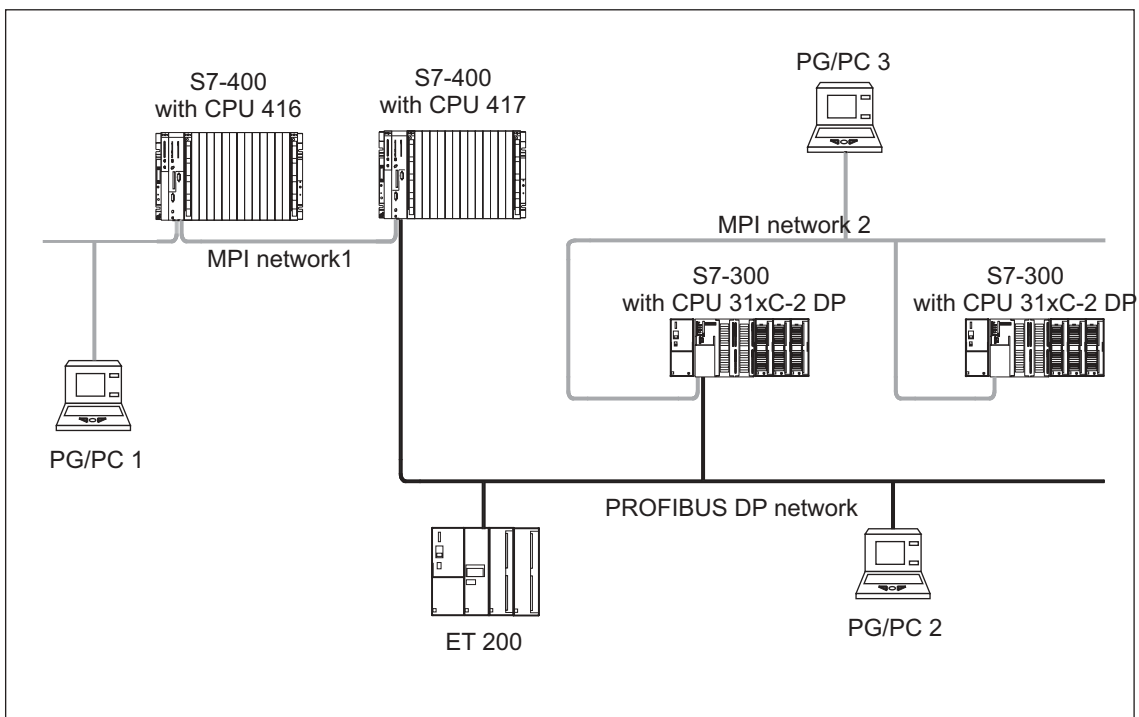 S7-400
with CPU 416
S7-400
with CPU 417
PG/PC 3
MPI network1
MPI network 2
S7-300
with CPU 31xC-2 DP
S7-300
with CPU 31xC-2 DP
PG/PC 1
PROFIBUS DP network
ET 200
PG/PC 2